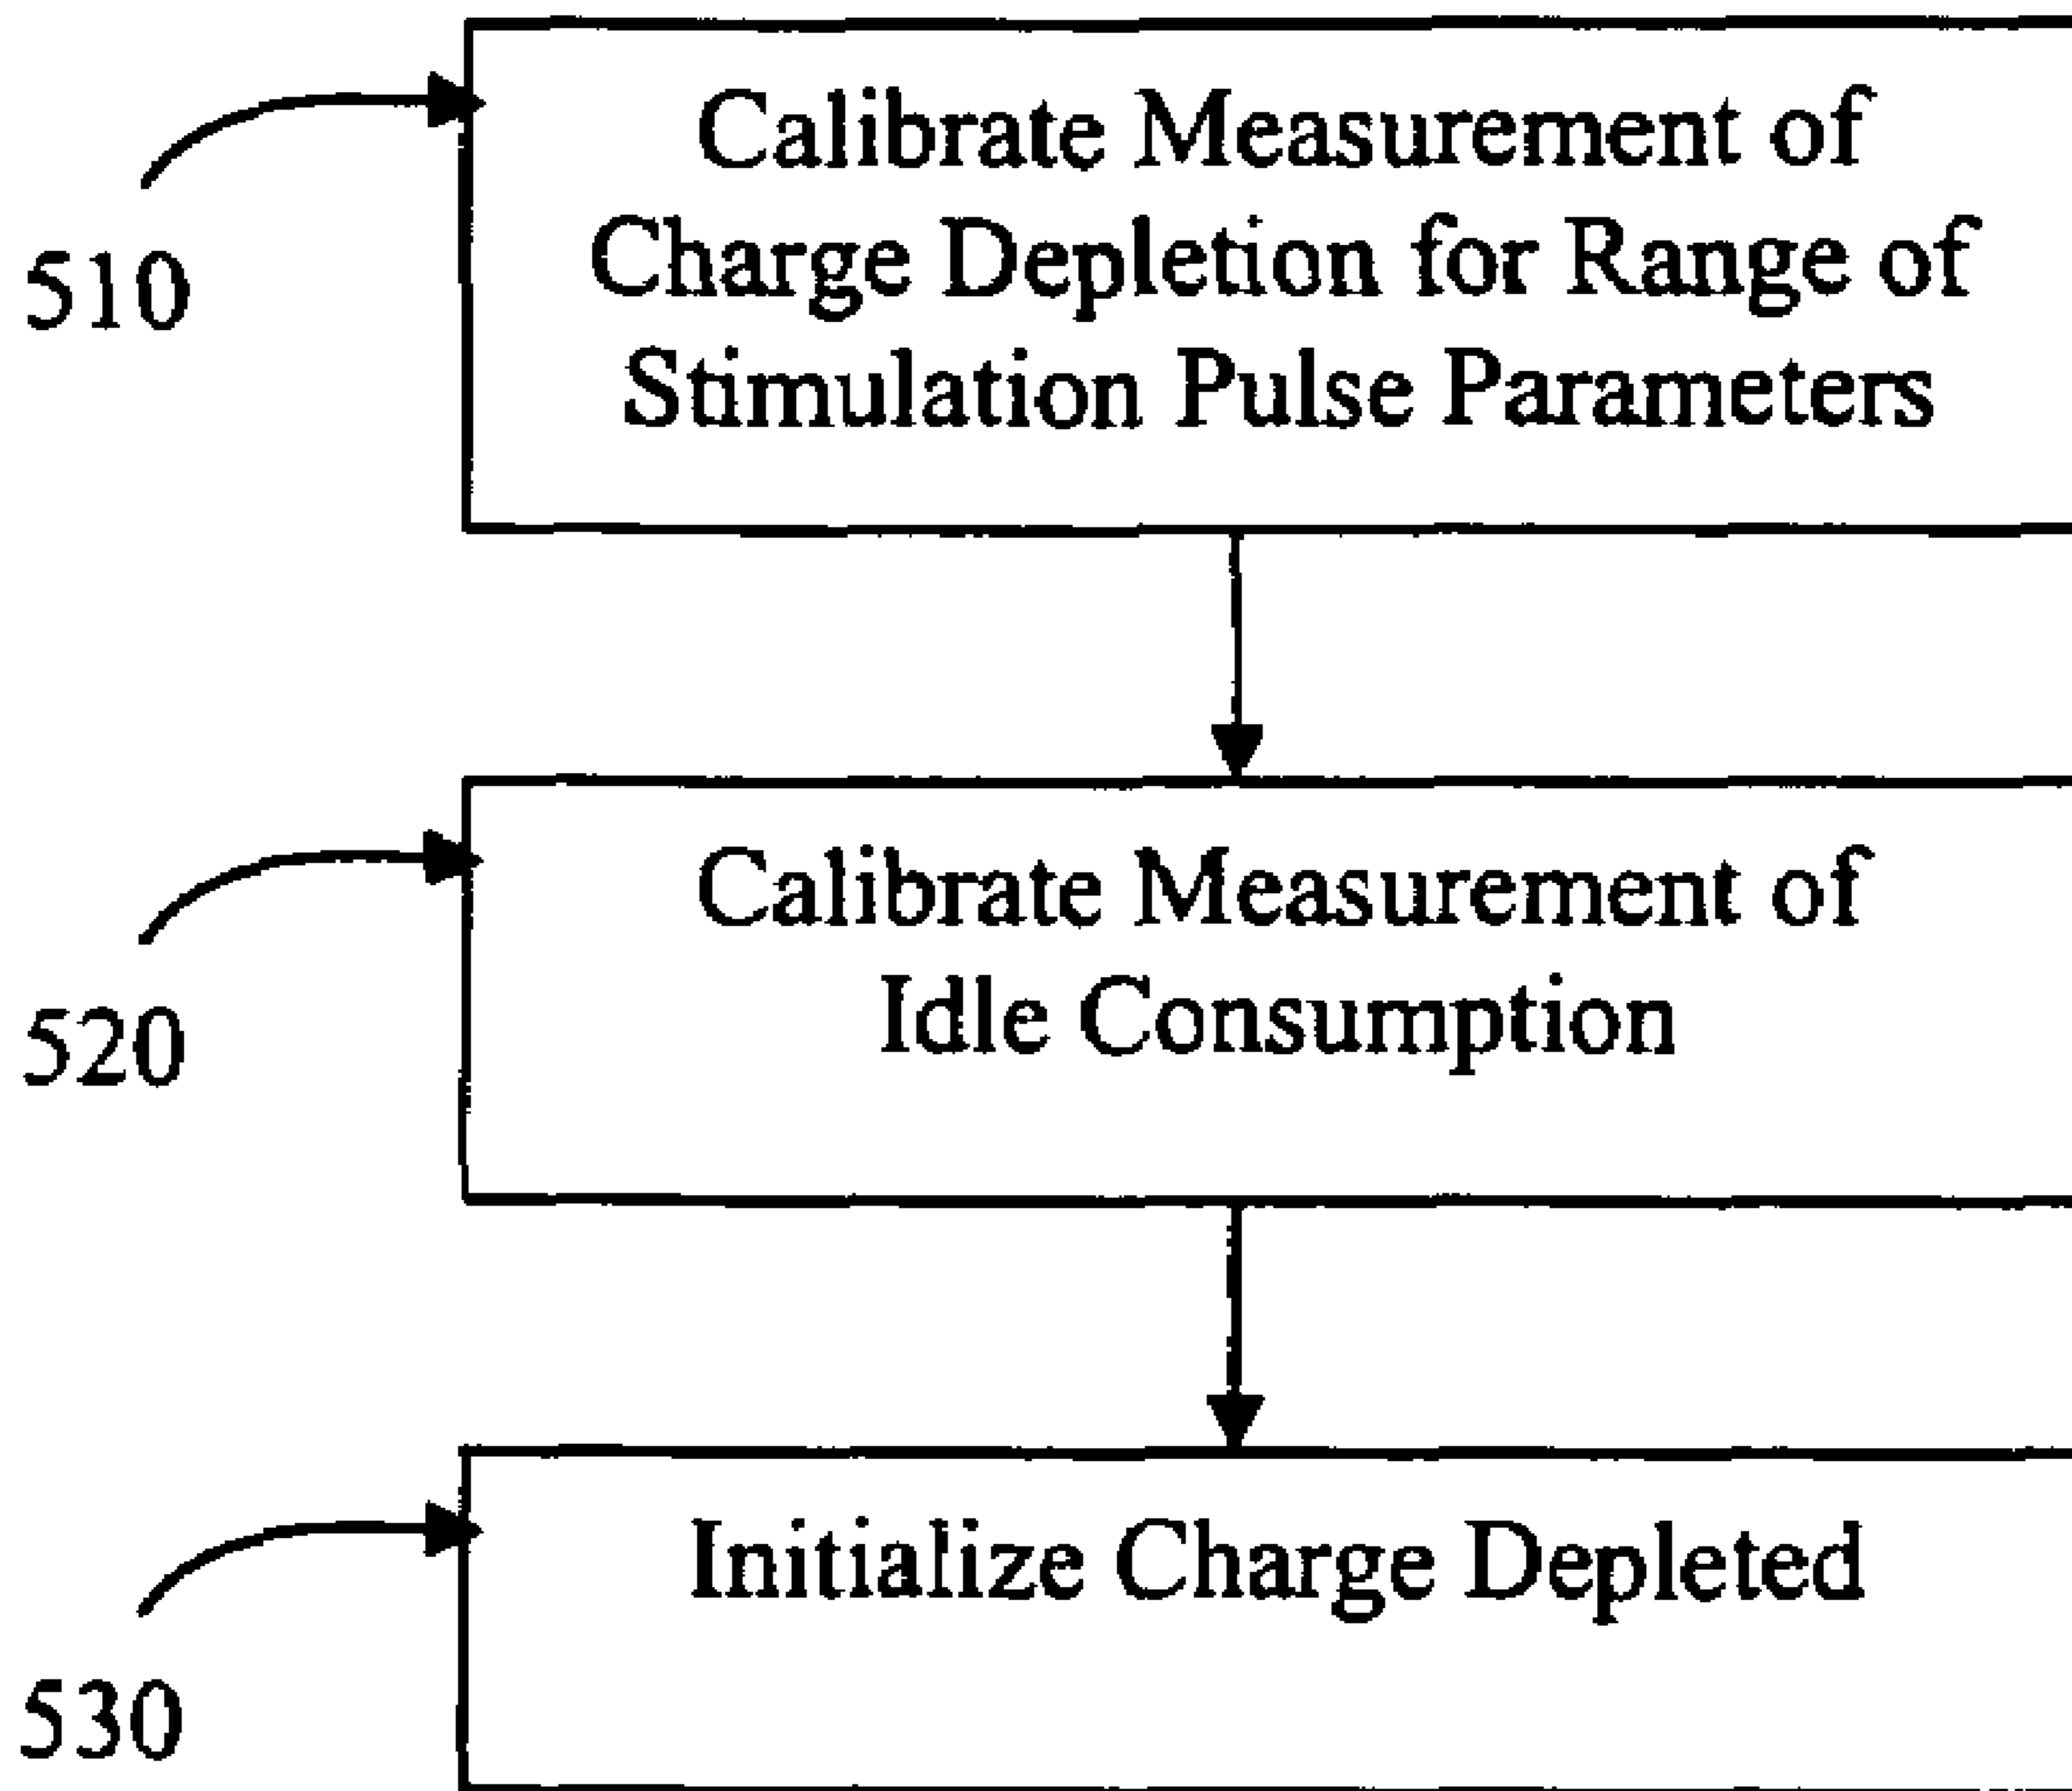 Calibrate Measurement of
Charge Depletion for Range of
Stimulation Pulse Parameters
510
Calibrate Measurement of
Idle Consumption
520
Initialize Charge Depleted
530